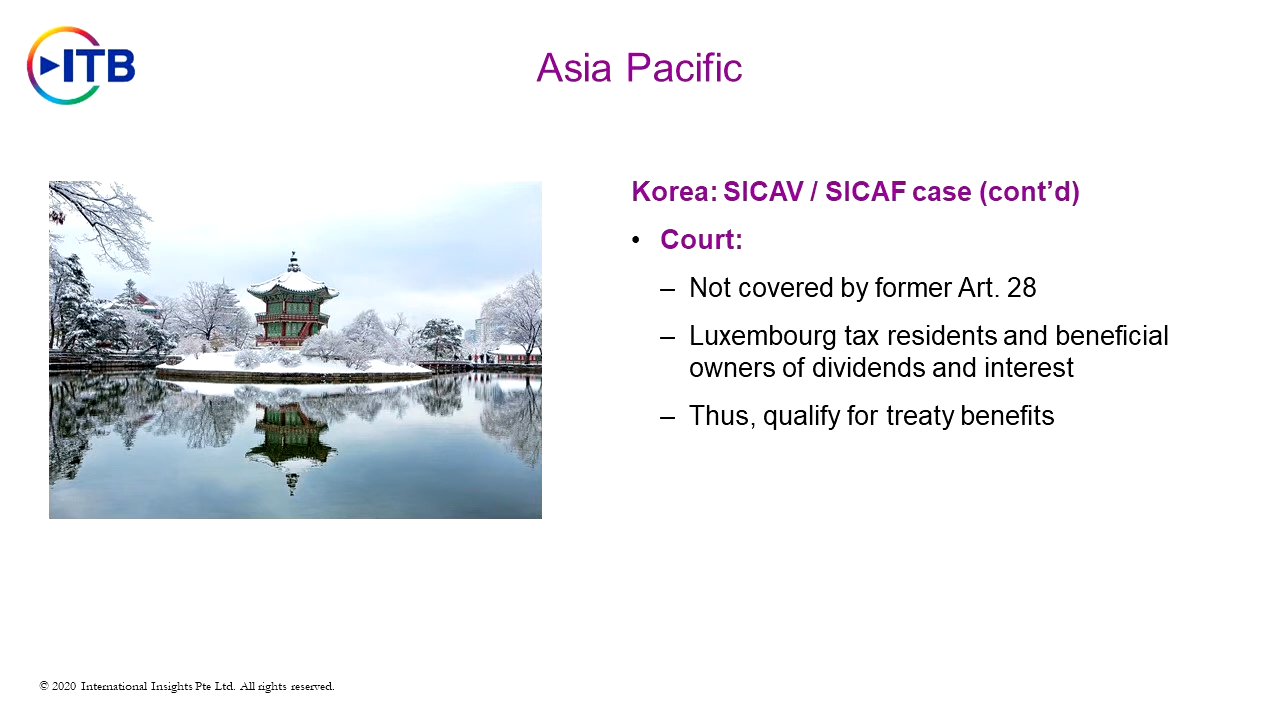 ITB
Asia Pacific
Korea: SICAV / SICAF case (cont’d)
• Court:
– Not covered by former Art. 28
– Luxembourg tax residents and beneficial
owners of dividends and interest
– Thus, qualify for treaty benefits
© 2020 International Insights Pte Ltd. All rights reserved.